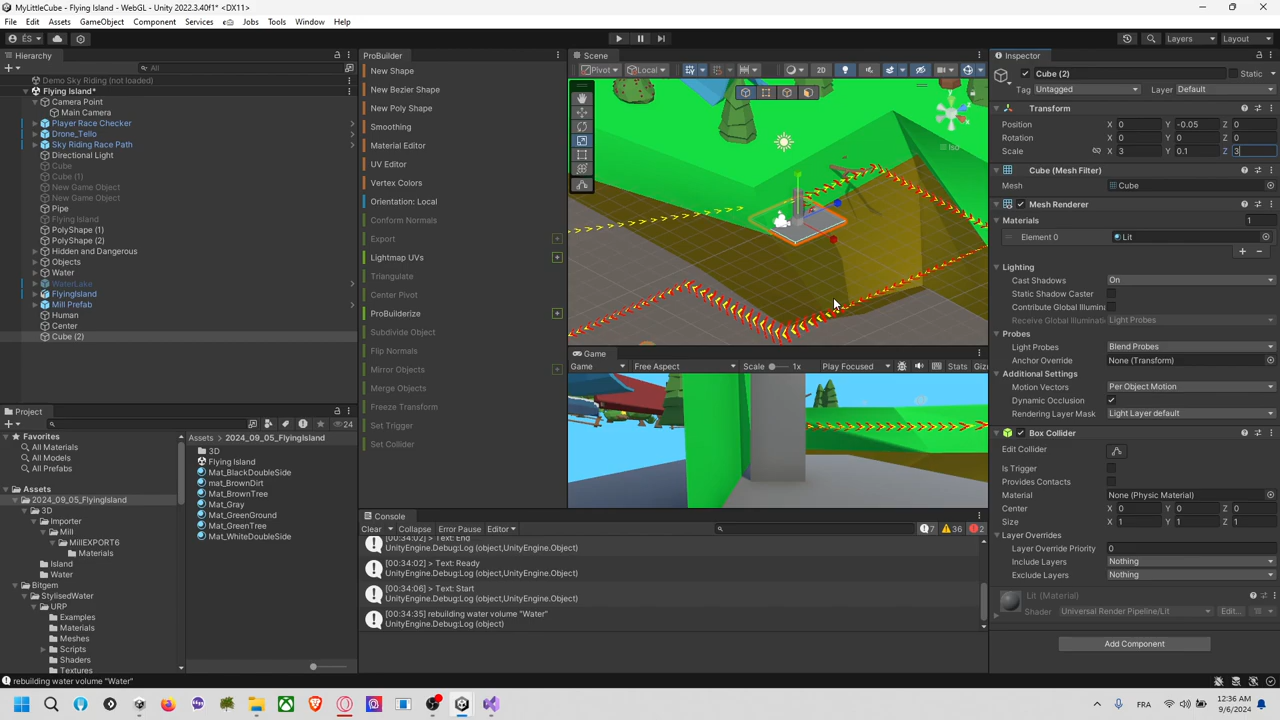 MyLittleCube - Flying Island - WebGL - Unity 2022.3.40f1* <DX11>
File Edit Assets GameObject Component Services Jobs Tools Window Help
ÉS
Layers
Layout
Hierarchy
All
Demo Sky Riding (not loaded)
Flying Island*
Camera Point
Main Camera
Player Race Checker
Drone_Tello
Sky Riding Race Path
Directional Light
Cube
Cube (1)
New Game Object
New Game Object
Pipe
Flying Island
PolyShape (1)
PolyShape (2)
Hidden and Dangerous
Objects
Water
WaterLake
FlyingIsland
Mill Prefab
Human
Center
Cube (2)
Project
24
Favorites
All Materials
All Models
All Prefabs
Assets
2024_09_05_FlyingIsland
3D
Importer
Mill
MillEXPORT6
Materials
Island
Water
Bitgem
StylisedWater
URP
Examples
Materials
Meshes
Scripts
Shaders
Textures
Assets > 2024_09_05_FlyingIsland
3D
Flying Island
Mat_BlackDoubleSide
mat_BrownDirt
Mat_BrownTree
Mat_Gray
Mat_GreenGround
Mat_GreenTree
Mat_WhiteDoubleSide
ProBuilder
New Shape
New Bezier Shape
New Poly Shape
Smoothing
Material Editor
UV Editor
Vertex Colors
Orientation: Local
Conform Normals
Export
Lightmap UVs
Triangulate
Center Pivot
ProBuilderize
Subdivide Object
Flip Normals
Mirror Objects
Merge Objects
Freeze Transform
Set Trigger
Set Collider
Scene
Pivot Local 2D
Iso
Game
Game Free Aspect Scale 1x Play Focused Stats Giz
Console
Clear Collapse Error Pause Editor 7 36 2
[00:34:02] > Text: End
UnityEngine.Debug:Log (object,UnityEngine.Object)
[00:34:02] > Text: Ready
UnityEngine.Debug:Log (object,UnityEngine.Object)
[00:34:06] > Text: Start
UnityEngine.Debug:Log (object,UnityEngine.Object)
[00:34:35] rebuilding water volume "Water"
UnityEngine.Debug:Log (object)
Inspector
Cube (2) Static
Tag Untagged Layer Default
Transform
Position X 0 Y -0.05 Z 0
Rotation X 0 Y 0 Z 0
Scale X 3 Y 0.1 Z 3
Cube (Mesh Filter)
Mesh Cube
Mesh Renderer
Materials 1
Element 0 Lit
Lighting
Cast Shadows On
Static Shadow Caster
Contribute Global Illumina
Receive Global Illuminati Light Probes
Probes
Light Probes Blend Probes
Anchor Override None (Transform)
Additional Settings
Motion Vectors Per Object Motion
Dynamic Occlusion
Rendering Layer Mask Light Layer default
Box Collider
Edit Collider
Is Trigger
Provides Contacts
Material None (Physic Material)
Center X 0 Y 0 Z 0
Size X 1 Y 1 Z 1
Layer Overrides
Layer Override Priority 0
Include Layers Nothing
Exclude Layers Nothing
Lit (Material)
Shader Universal Render Pipeline/Lit Edit...
Add Component
rebuilding water volume "Water"
FRA
12:36 AM
9/6/2024